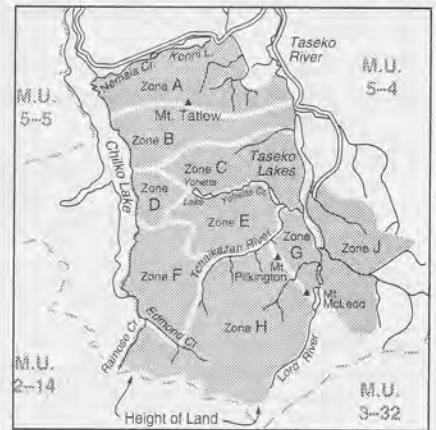 Taseko
River
Konni L.
Nemaia Cr.
Zone A
M.U.
5-4
M.U.
5-5
Mt. Tatlow
Zone B
Zone C
Taseko
Lakes
Chilko Lake
Yohetta
Lake
Yohetta Cr.
Zone
D
Zone E
Tchaikazan River
Zone
G
Zone J
Mt.
Pilkington
Zone F
Mt.
McLeod
Edmond Cr.
Ramose Cr.
Zone H
Lord River
M.U.
2-14
M.U.
3-32
Height of Land